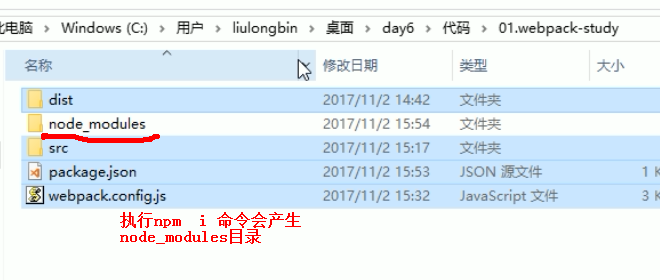 此电脑 > Windows (C:) > 用户 > liulongbin > 桌面 > day6 > 代码 > 01.webpack-study
名称 修改日期 类型 大小
dist 2017/11/2 14:42 文件夹
node_modules 2017/11/2 15:54 文件夹
src 2017/11/2 15:17 文件夹
package.json 2017/11/2 15:53 JSON 源文件 1 K
webpack.config.js 2017/11/2 15:32 JavaScript 文件 3 K
执行npm i 命令会产生
node_modules目录